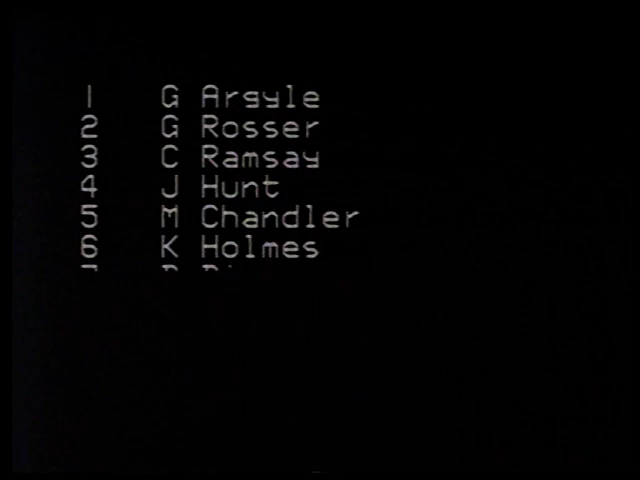 1 G Argyle
2 G Rosser
3 C Ramsay
4 J Hunt
5 M Chandler
6 K Holmes